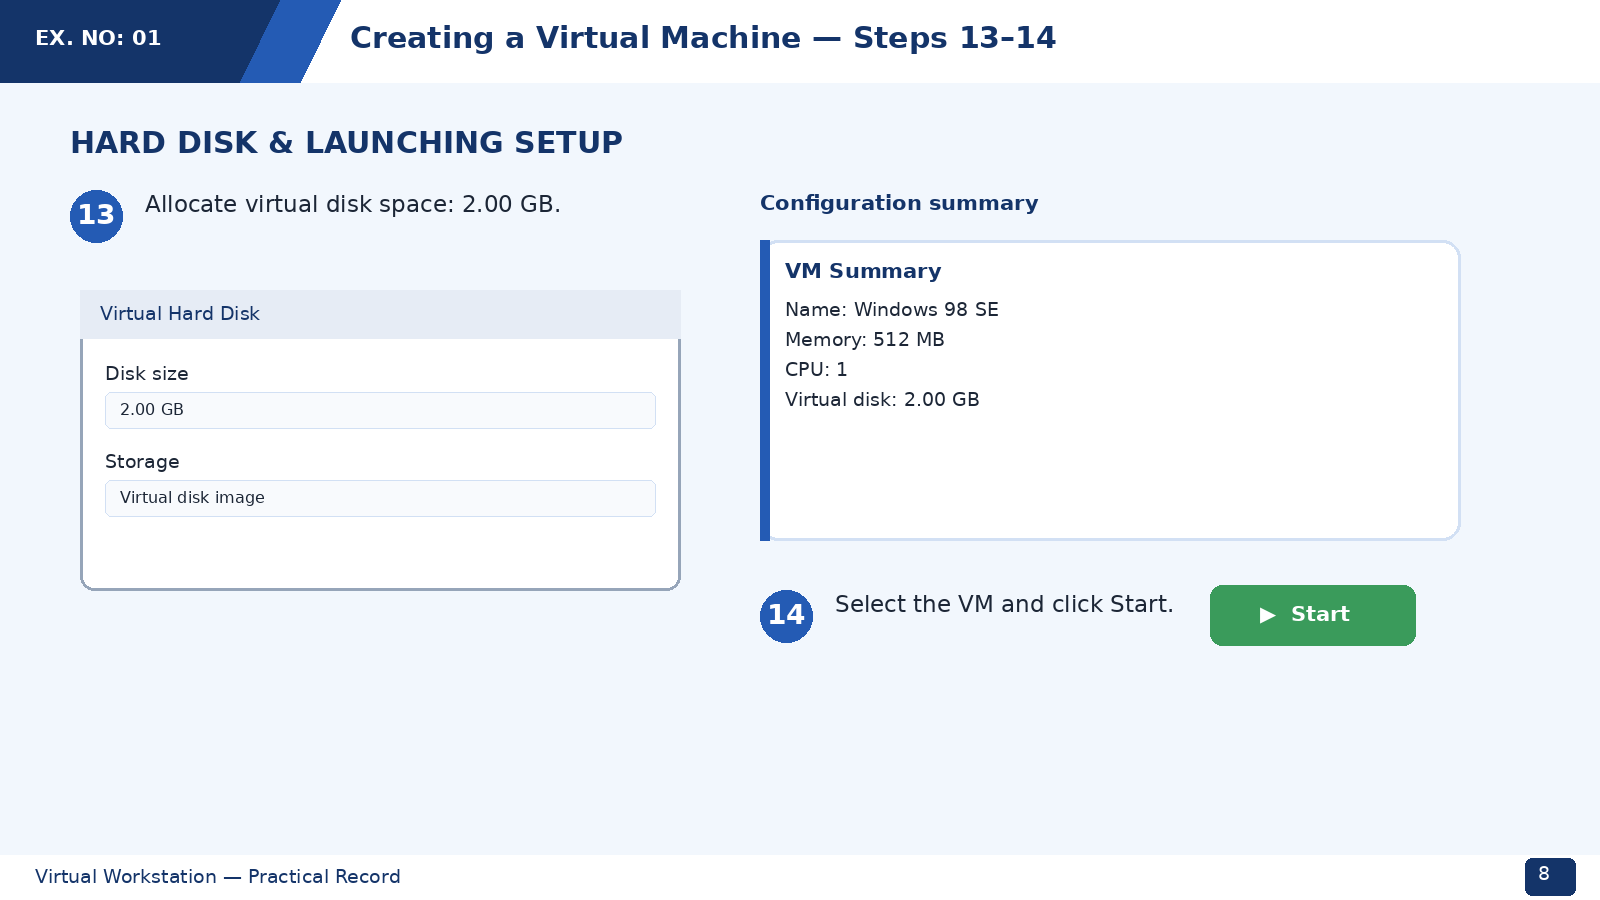 EX. NO: 01
Creating a Virtual Machine — Steps 13–14
HARD DISK & LAUNCHING SETUP
13
Allocate virtual disk space: 2.00 GB.
Virtual Hard Disk
Disk size
2.00 GB
Storage
Virtual disk image
Configuration summary
VM Summary
Name: Windows 98 SE
Memory: 512 MB
CPU: 1
Virtual disk: 2.00 GB
14
Select the VM and click Start.
▶ Start
Virtual Workstation — Practical Record
8